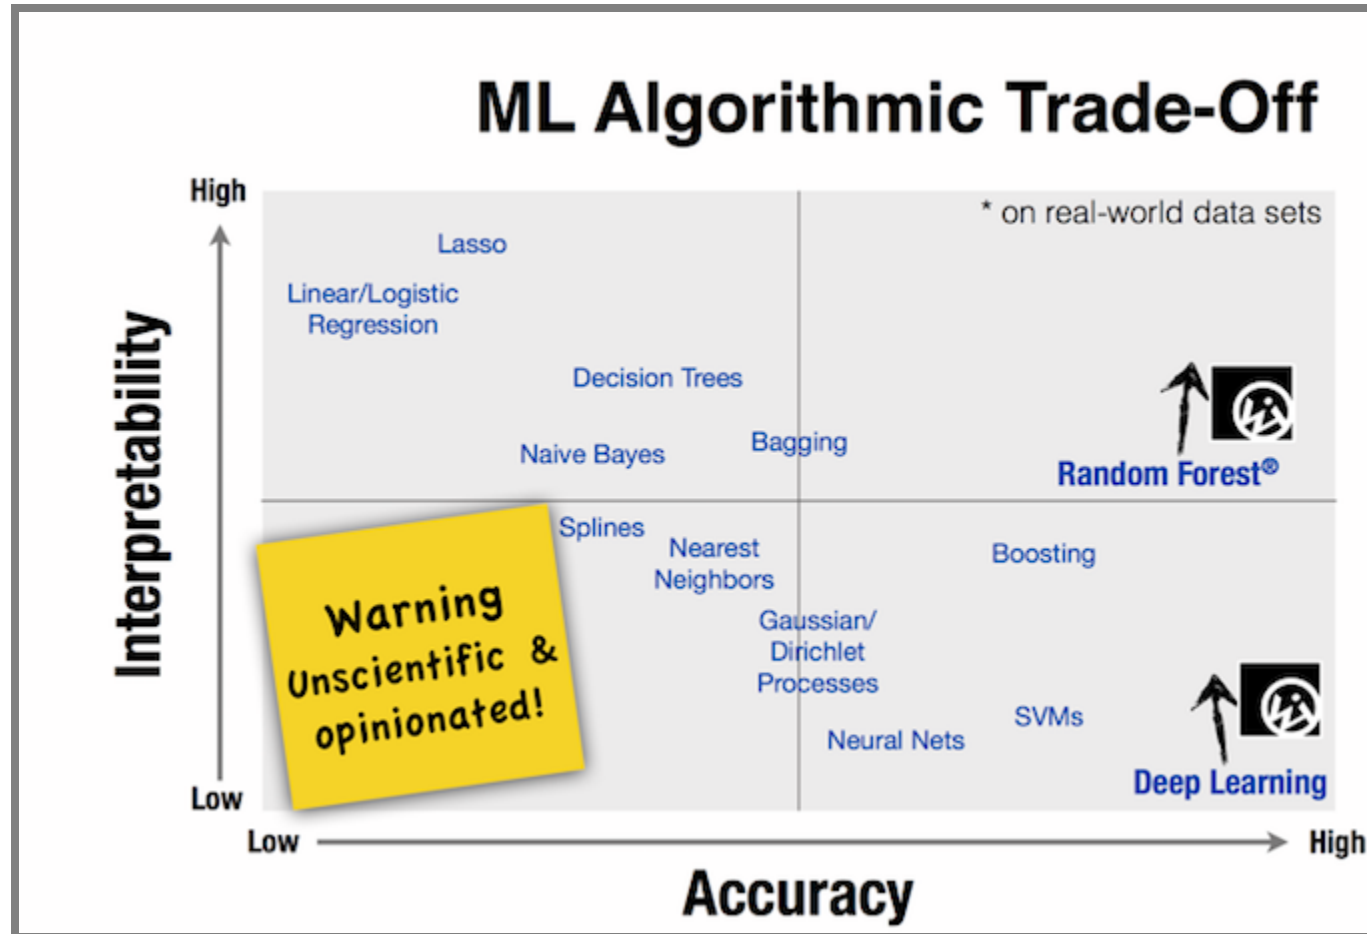 ML Algorithmic Trade-Off
High
* on real-world data sets
Lasso
Linear/Logistic
Regression
Decision Trees
Naive Bayes
Bagging
Random Forest®
Interpretability
Splines
Nearest
Neighbors
Boosting
Warning
Unscientific &
opinionated!
Gaussian/
Dirichlet
Processes
SVMs
Neural Nets
Deep Learning
Low
Low
High
Accuracy